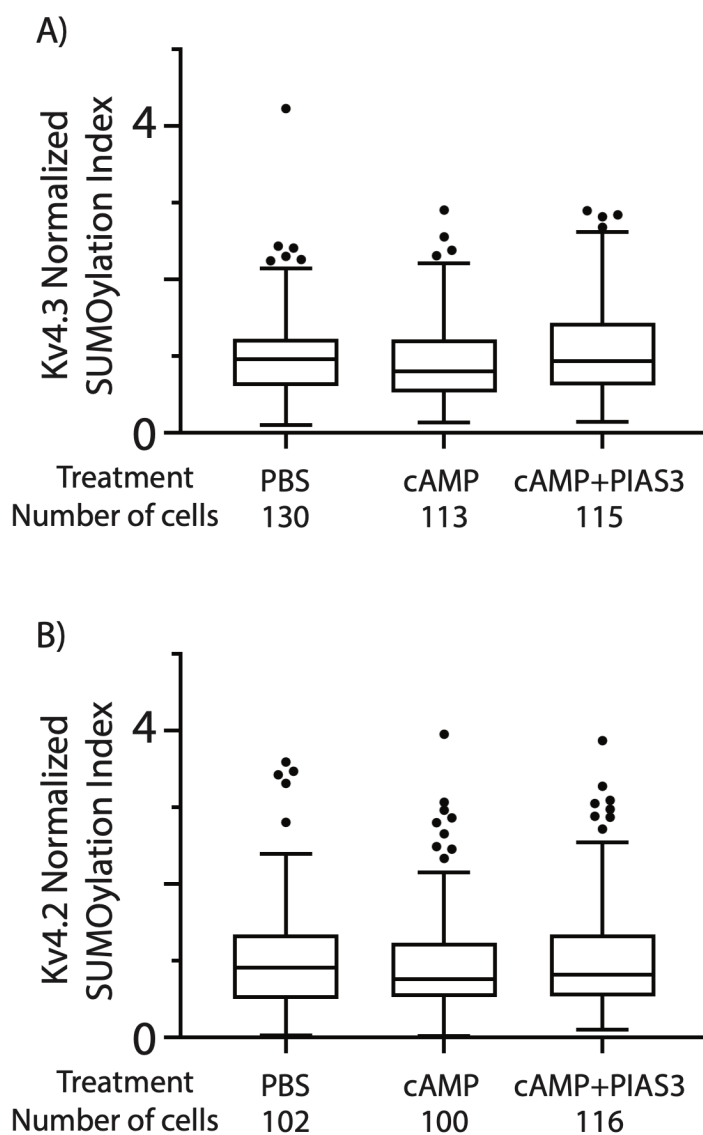 A)
Kv4.3 Normalized
SUMOylation Index
4
0
Treatment PBS cAMP cAMP+PIAS3
Number of cells 130 113 115
B)
Kv4.2 Normalized
SUMOylation Index
4
0
Treatment PBS cAMP cAMP+PIAS3
Number of cells 102 100 116